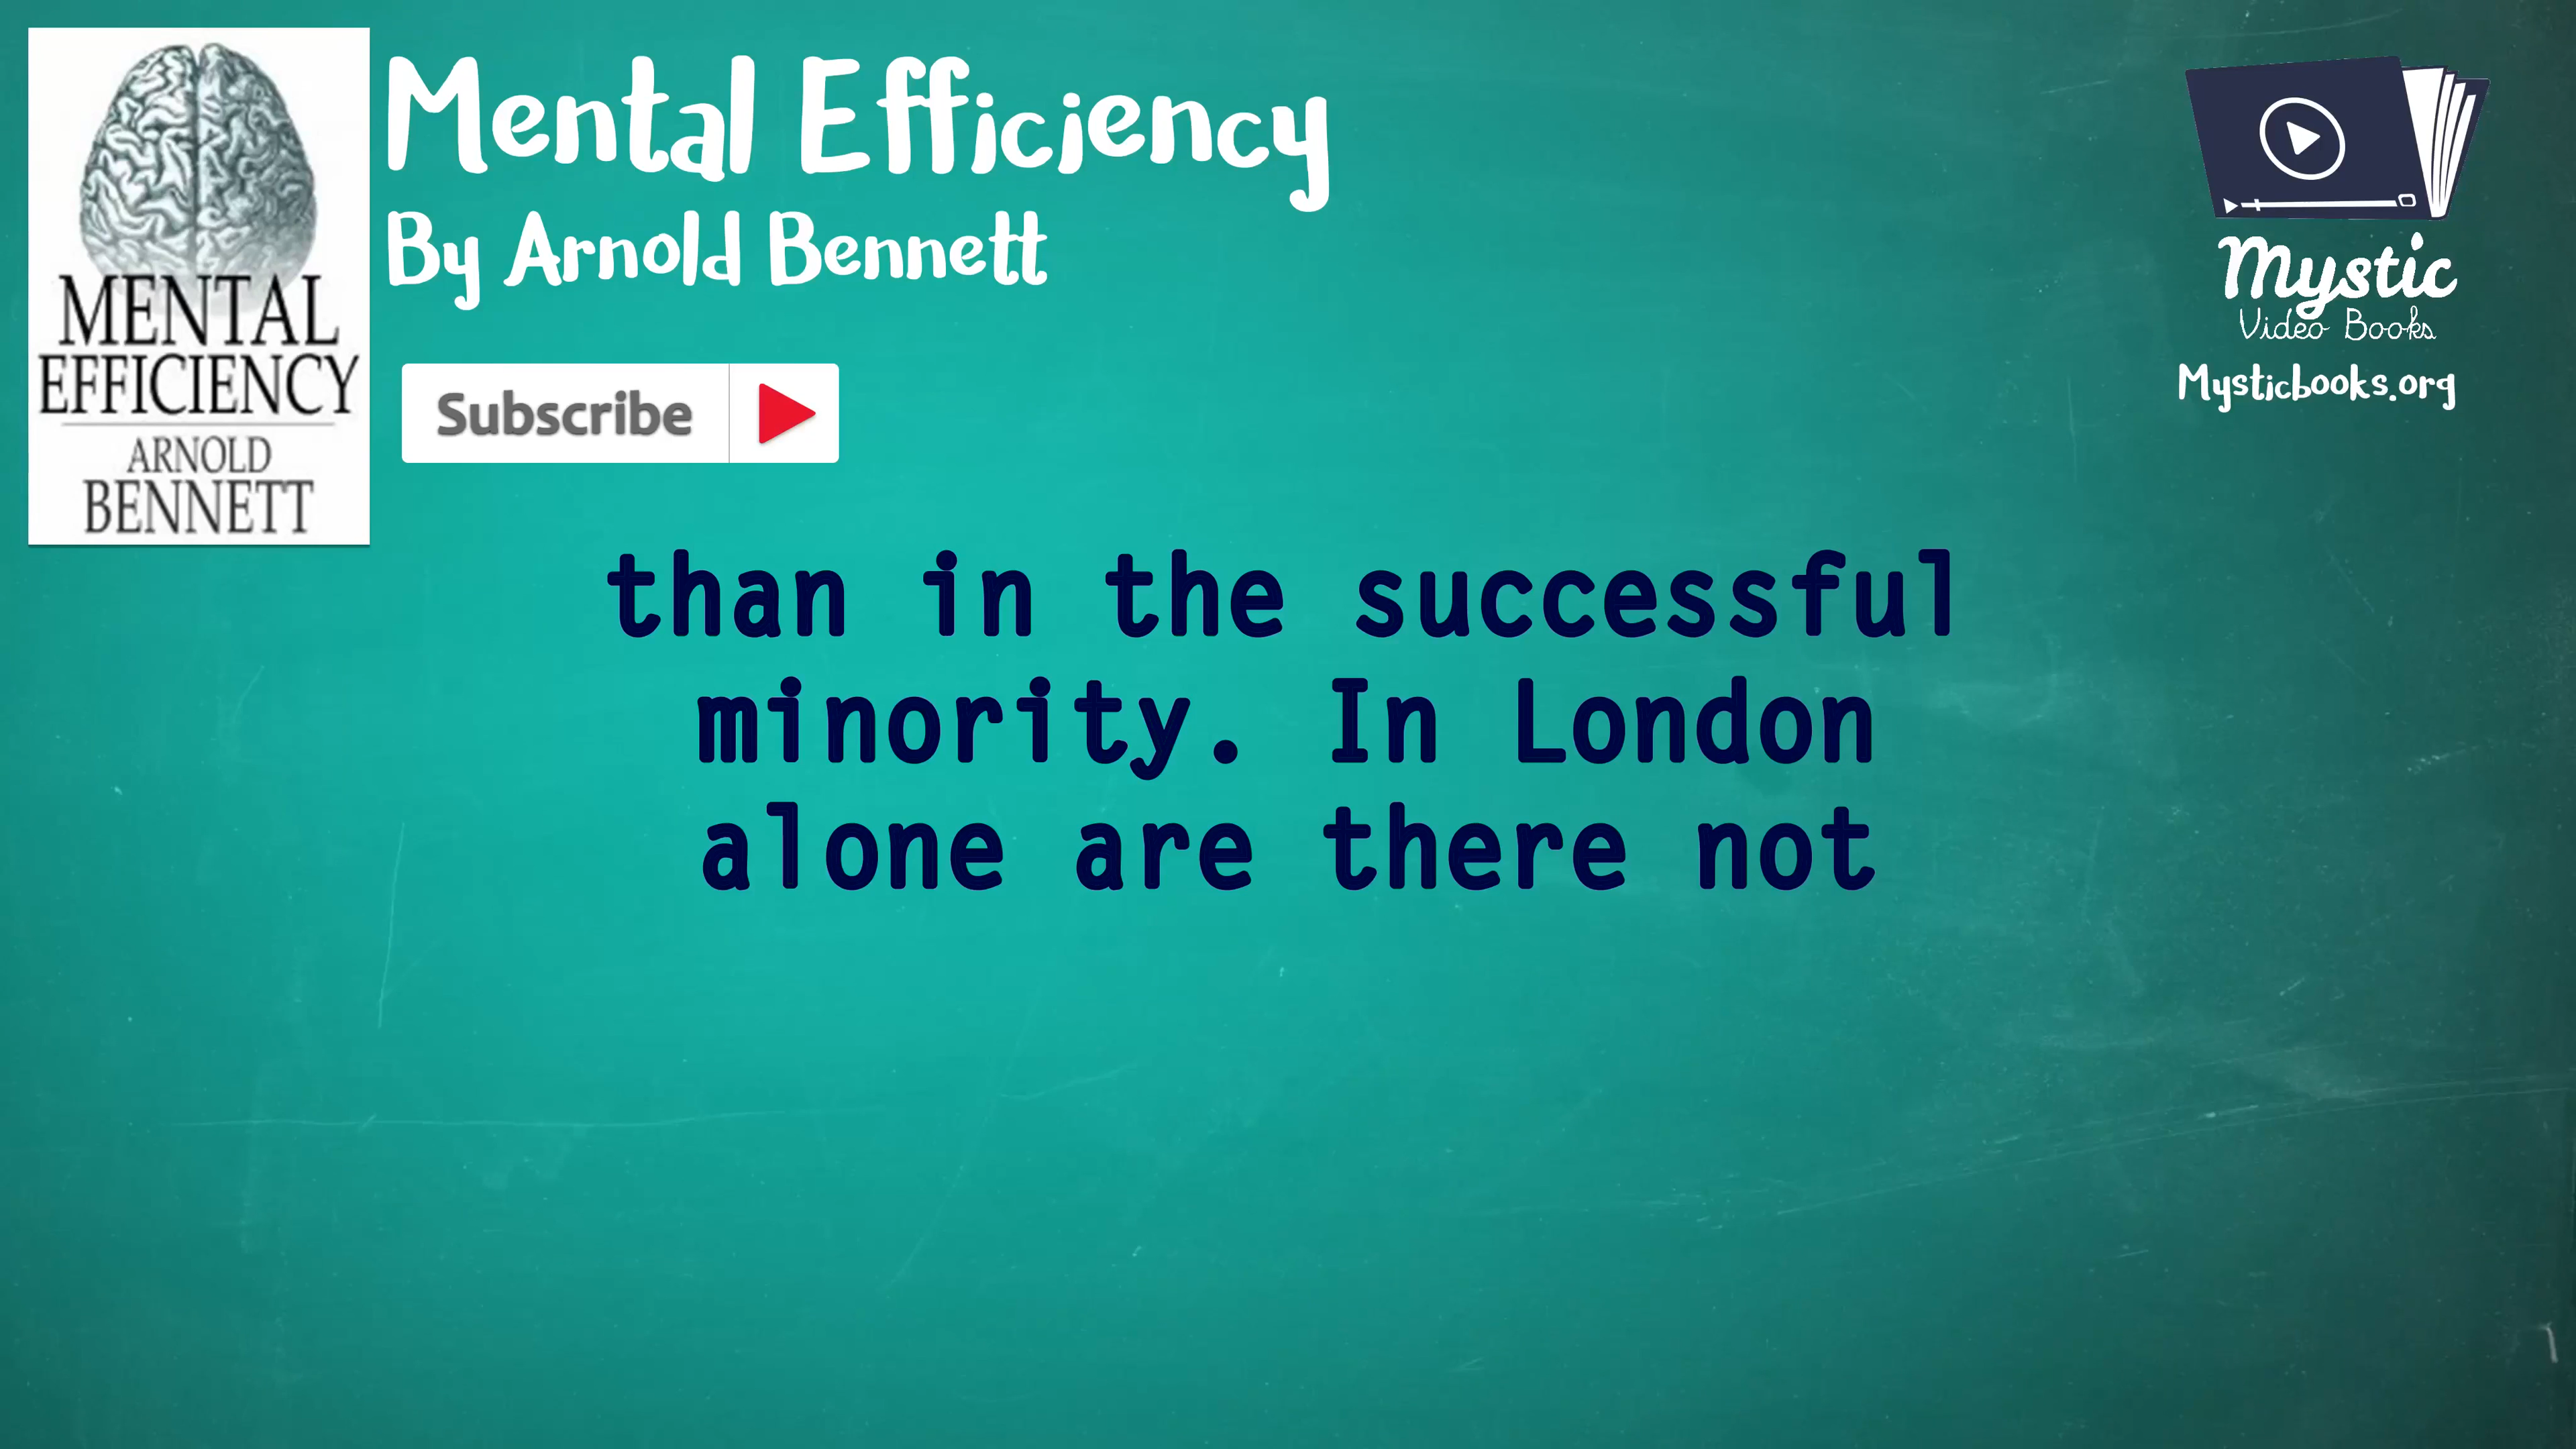 MENTAL
EFFICIENCY
ARNOLD
BENNETT
Mental Efficiency
By Arnold Bennett
Subscribe
Mystic
Video Books
Mysticbooks.org
than in the successful
minority. In London
alone are there not